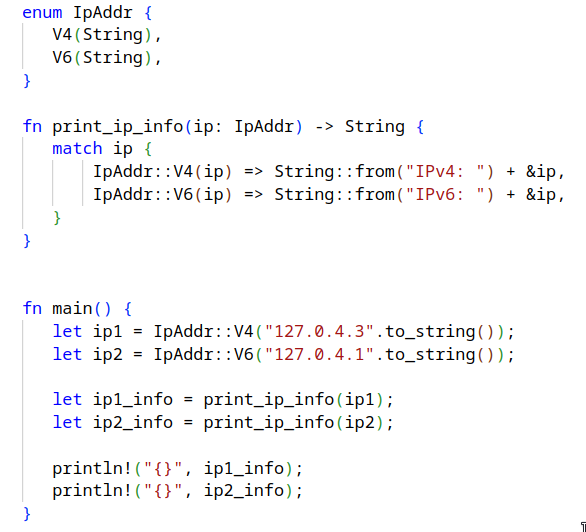 enum IpAddr {
    V4(String),
    V6(String),
}

fn print_ip_info(ip: IpAddr) -> String {
    match ip {
        IpAddr::V4(ip) => String::from("IPv4: ") + &ip,
        IpAddr::V6(ip) => String::from("IPv6: ") + &ip,
    }
}


fn main() {
    let ip1 = IpAddr::V4("127.0.4.3".to_string());
    let ip2 = IpAddr::V6("127.0.4.1".to_string());

    let ip1_info = print_ip_info(ip1);
    let ip2_info = print_ip_info(ip2);

    println!("{}", ip1_info);
    println!("{}", ip2_info);
}